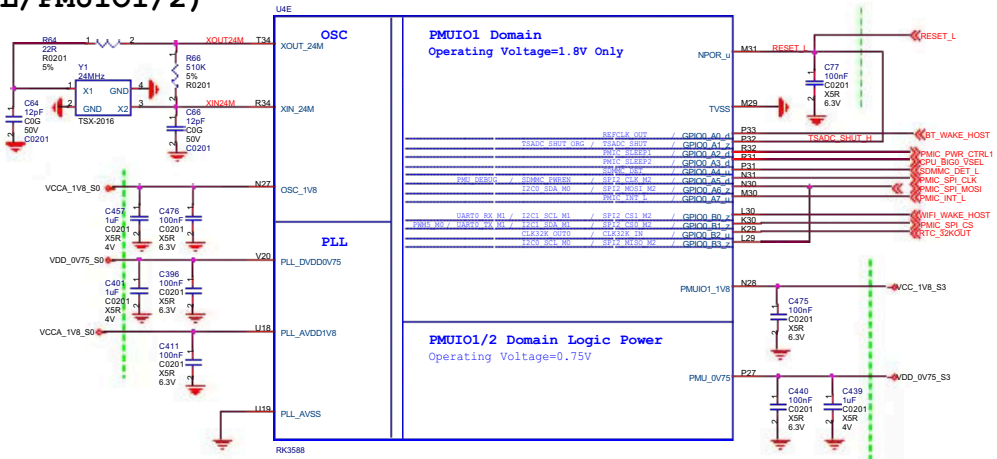 L/PMUIO1/2)
U4E
OSC
PMUIO1 Domain
Operating Voltage=1.8V Only
R64
22R
R0201
5%
1
2
XOUT24M
T34
XOUT_24M
R66
510K
5%
R0201
Y1
24MHz
X1
GND
4
2
GND
X2
3
TSX-2016
XIN24M
R34
XIN_24M
C64
12pF
C0G
50V
C0201
C66
12pF
C0G
50V
C0201
NPOR_u
M31
RESET_L
RESET_L
C77
100nF
C0201
X5R
6.3V
TVSS
M29
REFCLK_OUT / GPIO0_A0_d
P33
BT_WAKE_HOST
TSADC_SHUT_ORG / TSADC_SHUT / GPIO0_A1_z
P32
TSADC_SHUT_H
PMIC_SLEEP1 / GPIO0_A2_d
R32
PMIC_PWR_CTRL1
PMIC_SLEEP2 / GPIO0_A3_d
R31
CPU_BIG0_VSEL
SDMMC_DET / GPIO0_A4_u
P31
SDMMC_DET_L
PMU_DEBUG / SDMMC_PWREN / SPI2_CLK_M2 / GPIO0_A5_d
N31
PMIC_SPI_CLK
I2C0_SDA_M0 / SPI2_MOSI_M2 / GPIO0_A6_z
N30
PMIC_SPI_MOSI
PMIC_INT_L / GPIO0_A7_u
M30
PMIC_INT_L
UART0_RX_M1 / I2C1_SCL_M1 / SPI2_CS1_M2 / GPIO0_B0_z
L30
WIFI_WAKE_HOST
PWM5_M0 / UART0_TX_M1 / I2C1_SDA_M1 / SPI2_CS0_M2 / GPIO0_B1_z
K30
PMIC_SPI_CS
CLK32K_OUT0 / CLK32K_IN / GPIO0_B2_u
K29
RTC_32KOUT
I2C0_SCL_M0 / SPI2_MISO_M2 / GPIO0_B3_z
L29
VCCA_1V8_S0
N27
OSC_1V8
C457
1uF
C0201
X5R
4V
C476
100nF
C0201
X5R
6.3V
PLL
VDD_0V75_S0
V20
PLL_DVDD0V75
C401
1uF
C0201
X5R
4V
C396
100nF
C0201
X5R
6.3V
PMUIO1_1V8
N28
VCC_1V8_S3
C475
100nF
C0201
X5R
6.3V
VCCA_1V8_S0
U18
PLL_AVDD1V8
C411
100nF
C0201
X5R
6.3V
PMUIO1/2 Domain Logic Power
Operating Voltage=0.75V
PMU_0V75
P27
VDD_0V75_S3
C440
100nF
C0201
X5R
6.3V
C439
1uF
C0201
X5R
4V
U19
PLL_AVSS
RK3588